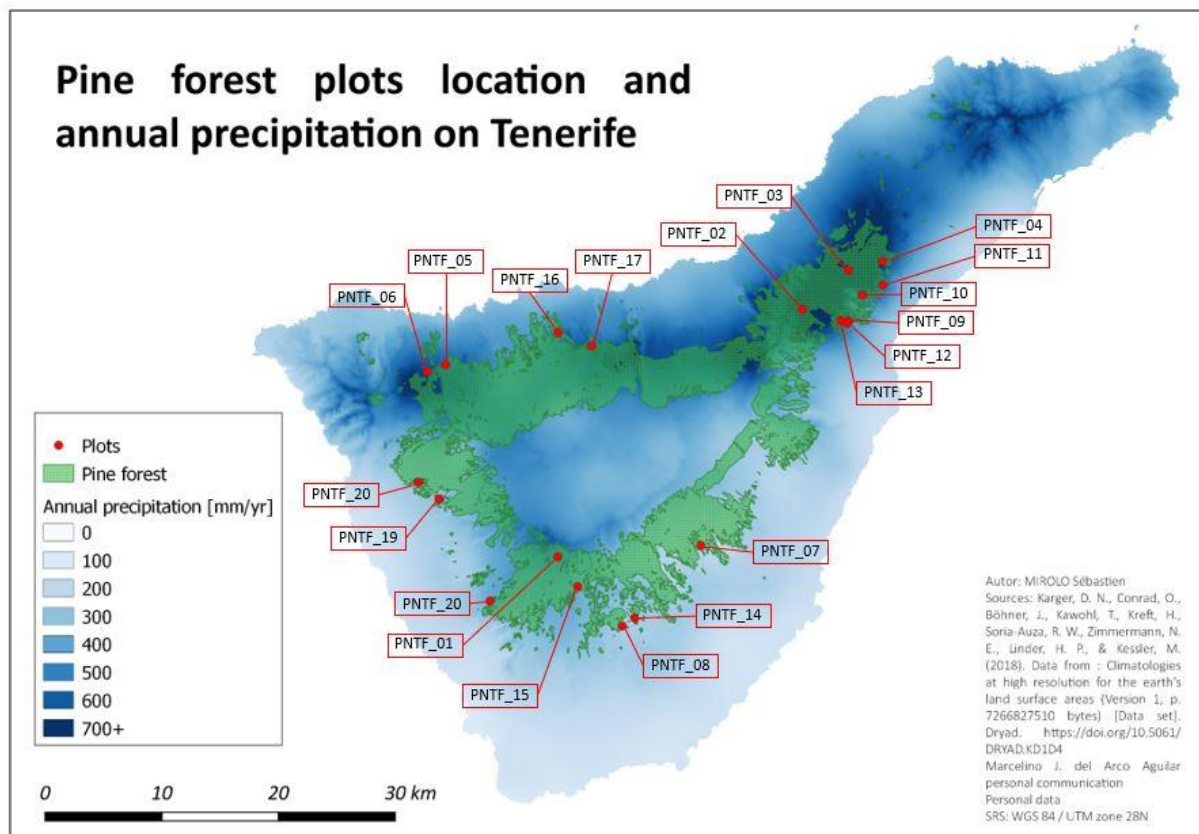 Pine forest plots location and
annual precipitation on Tenerife
PNTF_03
PNTF_02
PNTF_04
PNTF_11
PNTF_10
PNTF_09
PNTF_12
PNTF_13
PNTF_17
PNTF_16
PNTF_05
PNTF_06
PNTF_20
PNTF_19
PNTF_20
PNTF_01
PNTF_15
PNTF_07
PNTF_14
PNTF_08
Plots
Pine forest
Annual precipitation [mm/yr]
0
100
200
300
400
500
600
700+
0 10 20 30 km
Autor: MIROLO Sébastien
Sources: Karger, D. N., Conrad, O.,
Böhner, J., Kawohl, T., Kreft, H.,
Soria-Auza, R. W., Zimmermann, N.
E., Linder, H. P., & Kessler, M.
(2018). Data from : Climatologies
at high resolution for the earth's
land surface areas (Version 1, p.
7266827510 bytes) [Data set].
Dryad. https://doi.org/10.5061/
DRYAD.KD1D4
Marcelino J. del Arco Aguilar
personal communication
Personal data
SRS: WGS 84 / UTM zone 28N